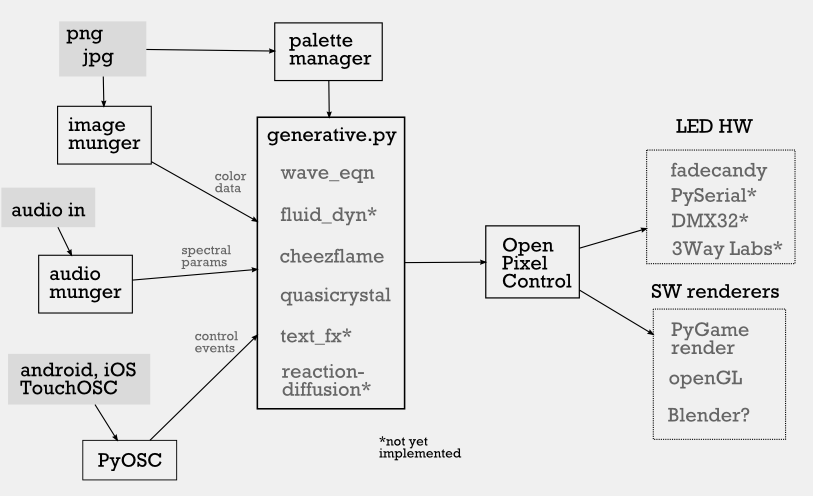 png
jpg
palette
manager
image
munger
color
data
audio in
audio
munger
spectral
params
android, iOS
TouchOSC
control
events
PyOSC
generative.py
wave_eqn
fluid_dyn*
cheezflame
quasicrystal
text_fx*
reaction-
diffusion*
*not yet
implemented
Open
Pixel
Control
LED HW
fadecandy
PySerial*
DMX32*
3Way Labs*
SW renderers
PyGame
render
openGL
Blender?